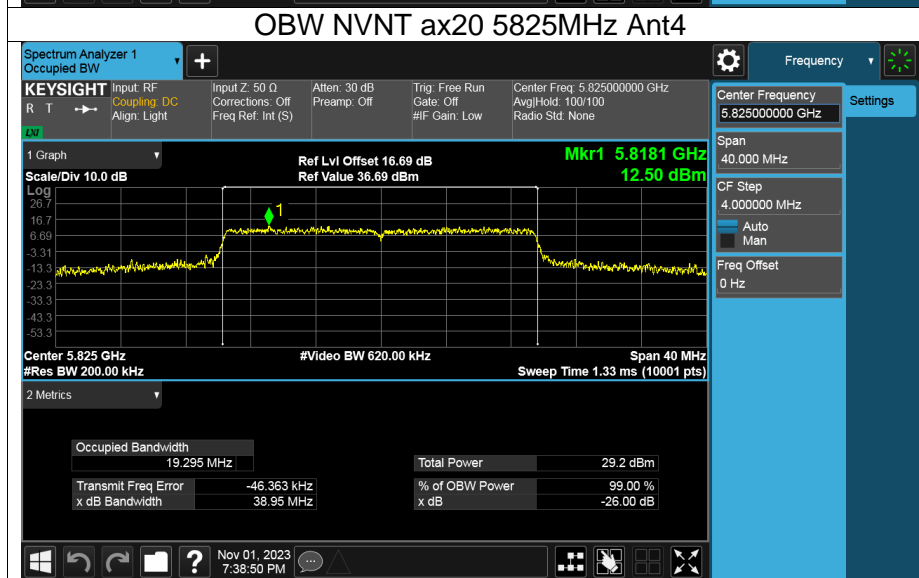 OBW NVNT ax20 5825MHz Ant4
Spectrum Analyzer 1
Occupied BW
+
Frequency
KEYSIGHT
R T
LXI
Input: RF
Coupling: DC
Align: Light
Input Z: 50 Ω
Corrections: Off
Freq Ref: Int (S)
Atten: 30 dB
Preamp: Off
Trig: Free Run
Gate: Off
#IF Gain: Low
Center Freq: 5.825000000 GHz
Avg|Hold: 100/100
Radio Std: None
Center Frequency
5.825000000 GHz
Settings
Span
40.000 MHz
CF Step
4.000000 MHz
Auto
Man
Freq Offset
0 Hz
1 Graph
Scale/Div 10.0 dB
Ref Lvl Offset 16.69 dB
Ref Value 36.69 dBm
Mkr1 5.8181 GHz
12.50 dBm
Log
26.7
16.7
6.69
-3.31
-13.3
-23.3
-33.3
-43.3
-53.3
1
Center 5.825 GHz
#Video BW 620.00 kHz
Span 40 MHz
#Res BW 200.00 kHz
Sweep Time 1.33 ms (10001 pts)
2 Metrics
Occupied Bandwidth
19.295 MHz
Total Power 29.2 dBm
Transmit Freq Error -46.363 kHz
% of OBW Power 99.00 %
x dB Bandwidth 38.95 MHz
x dB -26.00 dB
?
Nov 01, 2023
7:38:50 PM